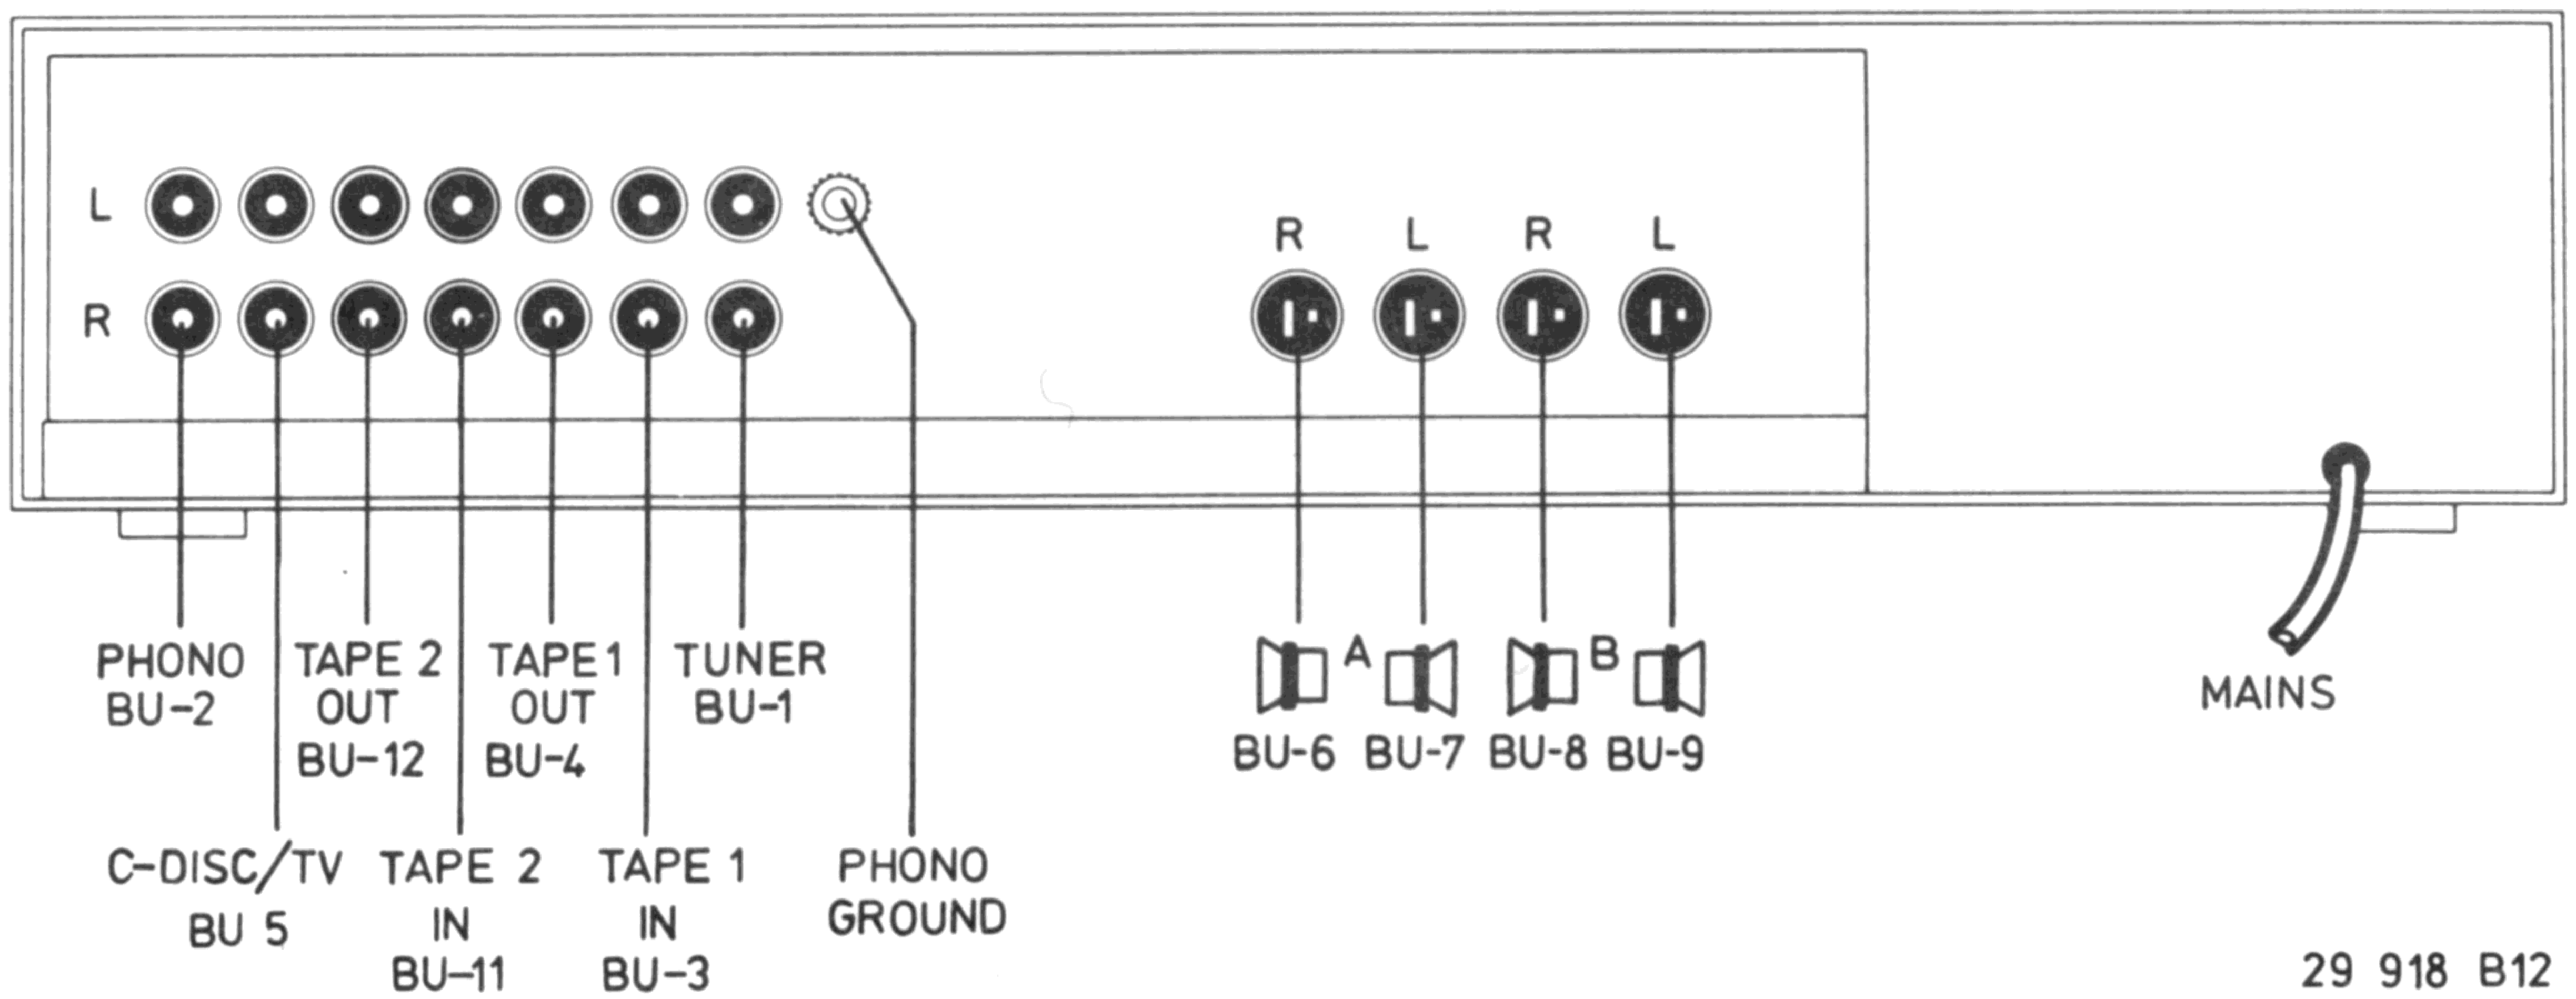 L
R
R L R L
PHONO
BU-2
TAPE 2
OUT
BU-12
TAPE 1
OUT
BU-4
TUNER
BU-1
A
B
BU-6 BU-7 BU-8 BU-9
MAINS
C-DISC/TV
BU 5
TAPE 2
IN
BU-11
TAPE 1
IN
BU-3
PHONO
GROUND
29 918 B12